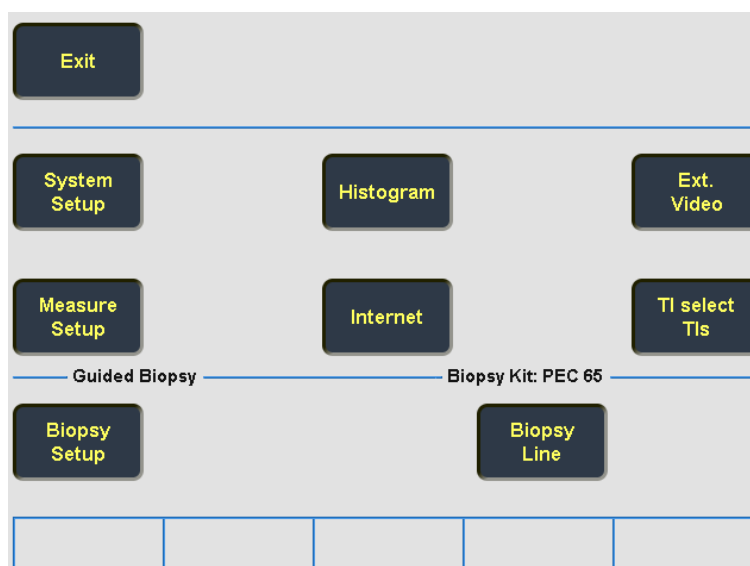 Exit
System
Setup
Histogram
Ext.
Video
Measure
Setup
Internet
TI select
TIs
Guided Biopsy
Biopsy Kit: PEC 65
Biopsy
Setup
Biopsy
Line